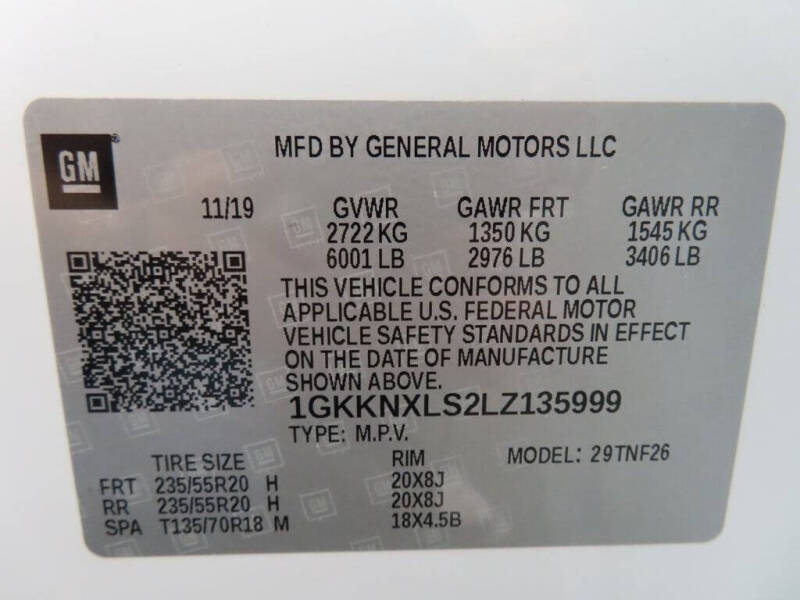 GM
MFD BY GENERAL MOTORS LLC
11/19 GVWR GAWR FRT GAWR RR
2722 KG 1350 KG 1545 KG
6001 LB 2976 LB 3406 LB
THIS VEHICLE CONFORMS TO ALL
APPLICABLE U.S. FEDERAL MOTOR
VEHICLE SAFETY STANDARDS IN EFFECT
ON THE DATE OF MANUFACTURE
SHOWN ABOVE.
1GKKNXLS2LZ135999
TYPE: M.P.V.
MODEL: 29TNF26
TIRE SIZE RIM
FRT 235/55R20 H 20X8J
RR 235/55R20 H 20X8J
SPA T135/70R18 M 18X4.5B